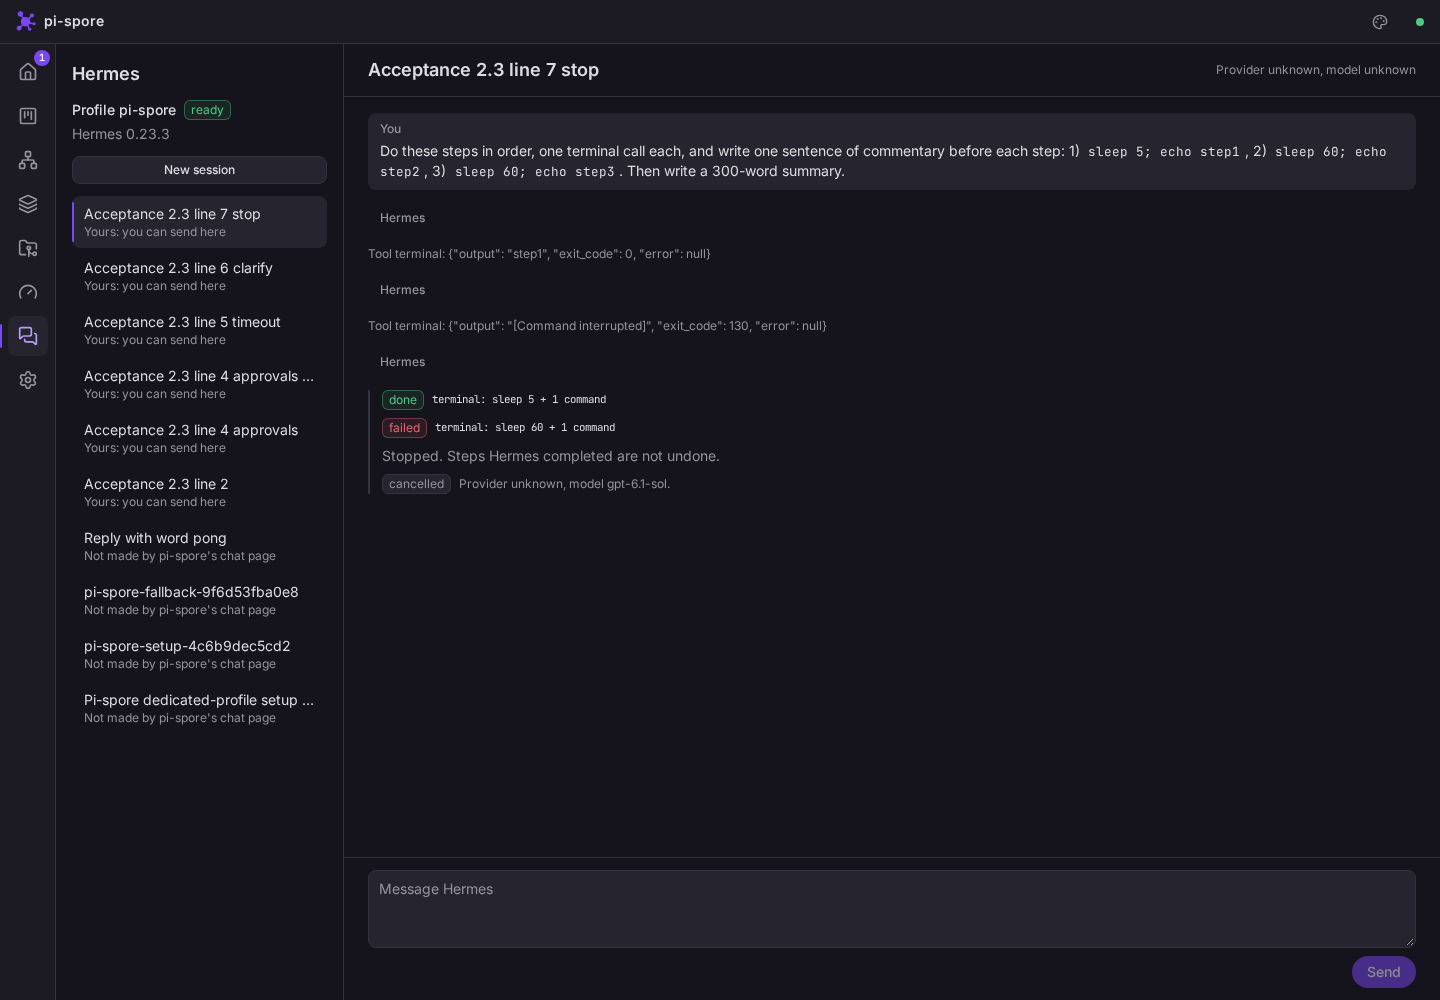 pi-spore
1
Hermes
Profile pi-spore ready
Hermes 0.23.3
New session
Acceptance 2.3 line 7 stop
Yours: you can send here
Acceptance 2.3 line 6 clarify
Yours: you can send here
Acceptance 2.3 line 5 timeout
Yours: you can send here
Acceptance 2.3 line 4 approvals ...
Yours: you can send here
Acceptance 2.3 line 4 approvals
Yours: you can send here
Acceptance 2.3 line 2
Yours: you can send here
Reply with word pong
Not made by pi-spore's chat page
pi-spore-fallback-9f6d53fba0e8
Not made by pi-spore's chat page
pi-spore-setup-4c6b9dec5cd2
Not made by pi-spore's chat page
Pi-spore dedicated-profile setup ...
Not made by pi-spore's chat page
Acceptance 2.3 line 7 stop
Provider unknown, model unknown
You
Do these steps in order, one terminal call each, and write one sentence of commentary before each step: 1) sleep 5; echo step1 , 2) sleep 60; echo
step2 , 3) sleep 60; echo step3 . Then write a 300-word summary.
Hermes
Tool terminal: {"output": "step1", "exit_code": 0, "error": null}
Hermes
Tool terminal: {"output": "[Command interrupted]", "exit_code": 130, "error": null}
Hermes
done terminal: sleep 5 + 1 command
failed terminal: sleep 60 + 1 command
Stopped. Steps Hermes completed are not undone.
cancelled Provider unknown, model gpt-6.1-sol.
Message Hermes
Send